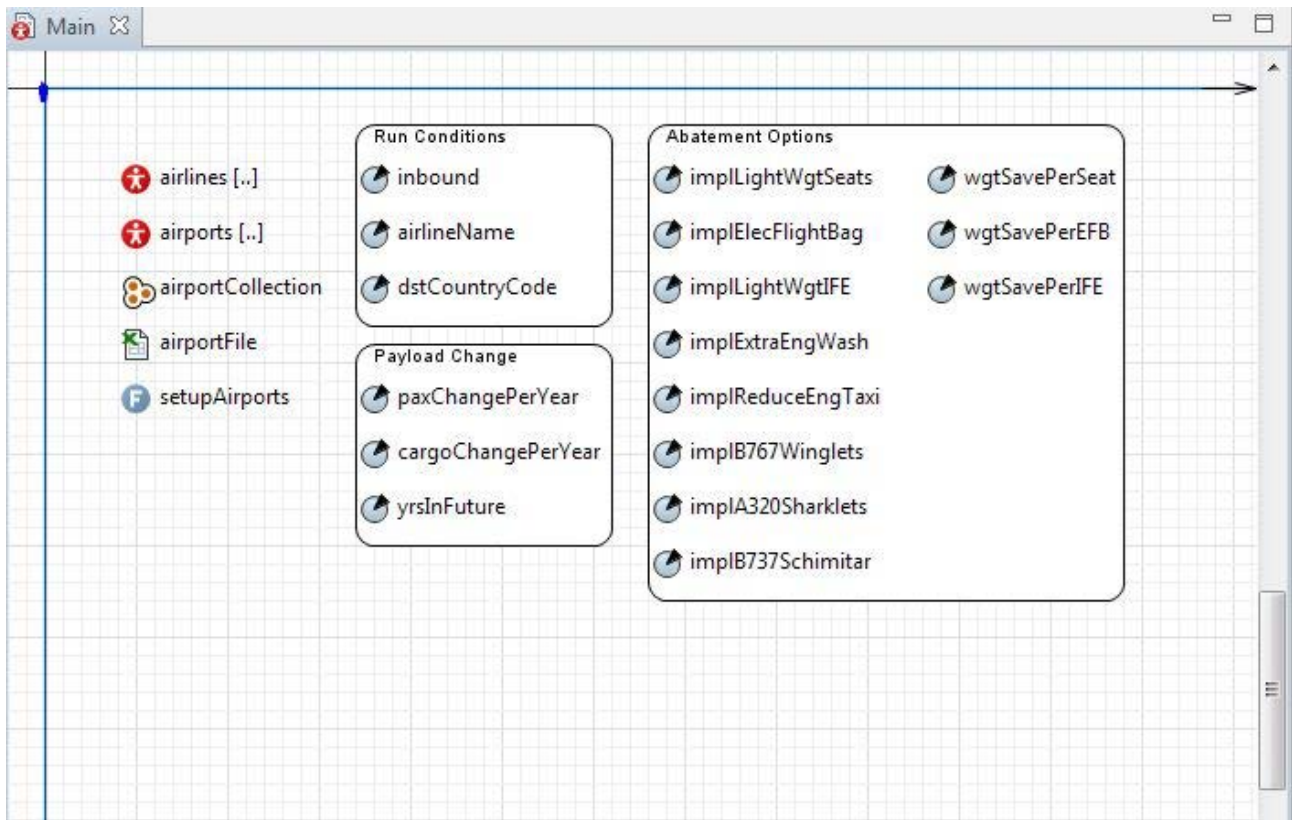 Main
Run Conditions
Abatement Options
airlines [..]
inbound
implLightWgtSeats
wgtSavePerSeat
airports [..]
airlineName
implElecFlightBag
wgtSavePerEFB
airportCollection
dstCountryCode
implLightWgtIFE
wgtSavePerIFE
airportFile
implExtraEngWash
Payload Change
setupAirports
paxChangePerYear
implReduceEngTaxi
cargoChangePerYear
implB767Winglets
yrsInFuture
implA320Sharklets
implB737Schimitar